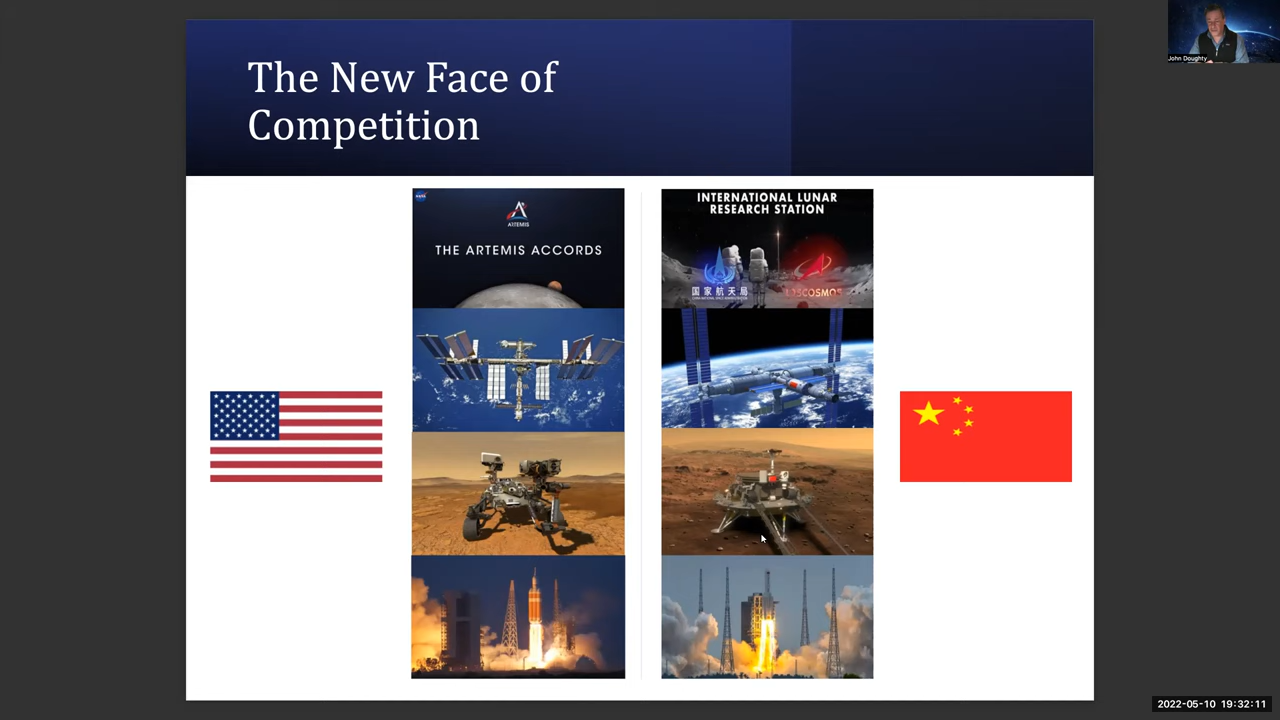 The New Face of
Competition
John Doughty
NASA
ARTEMIS
THE ARTEMIS ACCORDS
INTERNATIONAL LUNAR
RESEARCH STATION
国家航天局
2022-05-10 19:32:11